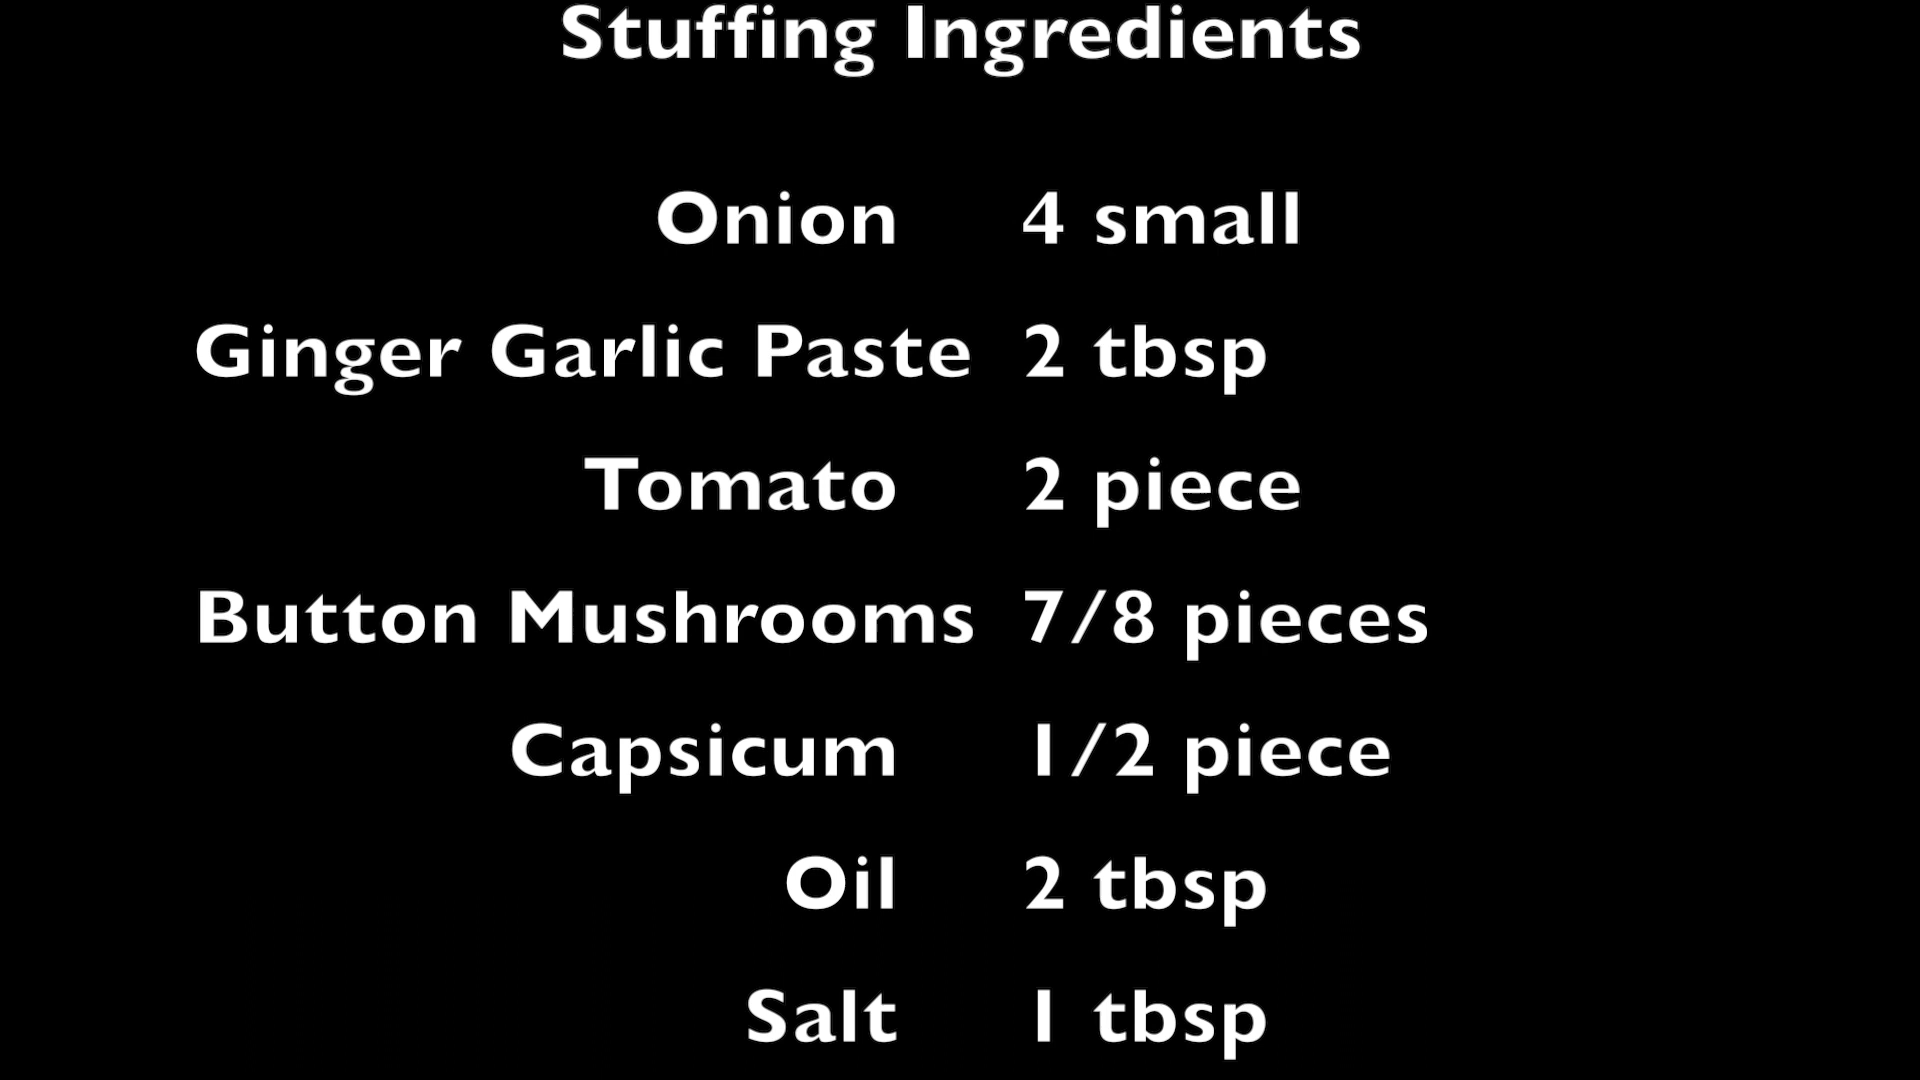 Stuffing Ingredients
Onion 4 small
Ginger Garlic Paste 2 tbsp
Tomato 2 piece
Button Mushrooms 7/8 pieces
Capsicum 1/2 piece
Oil 2 tbsp
Salt 1 tbsp